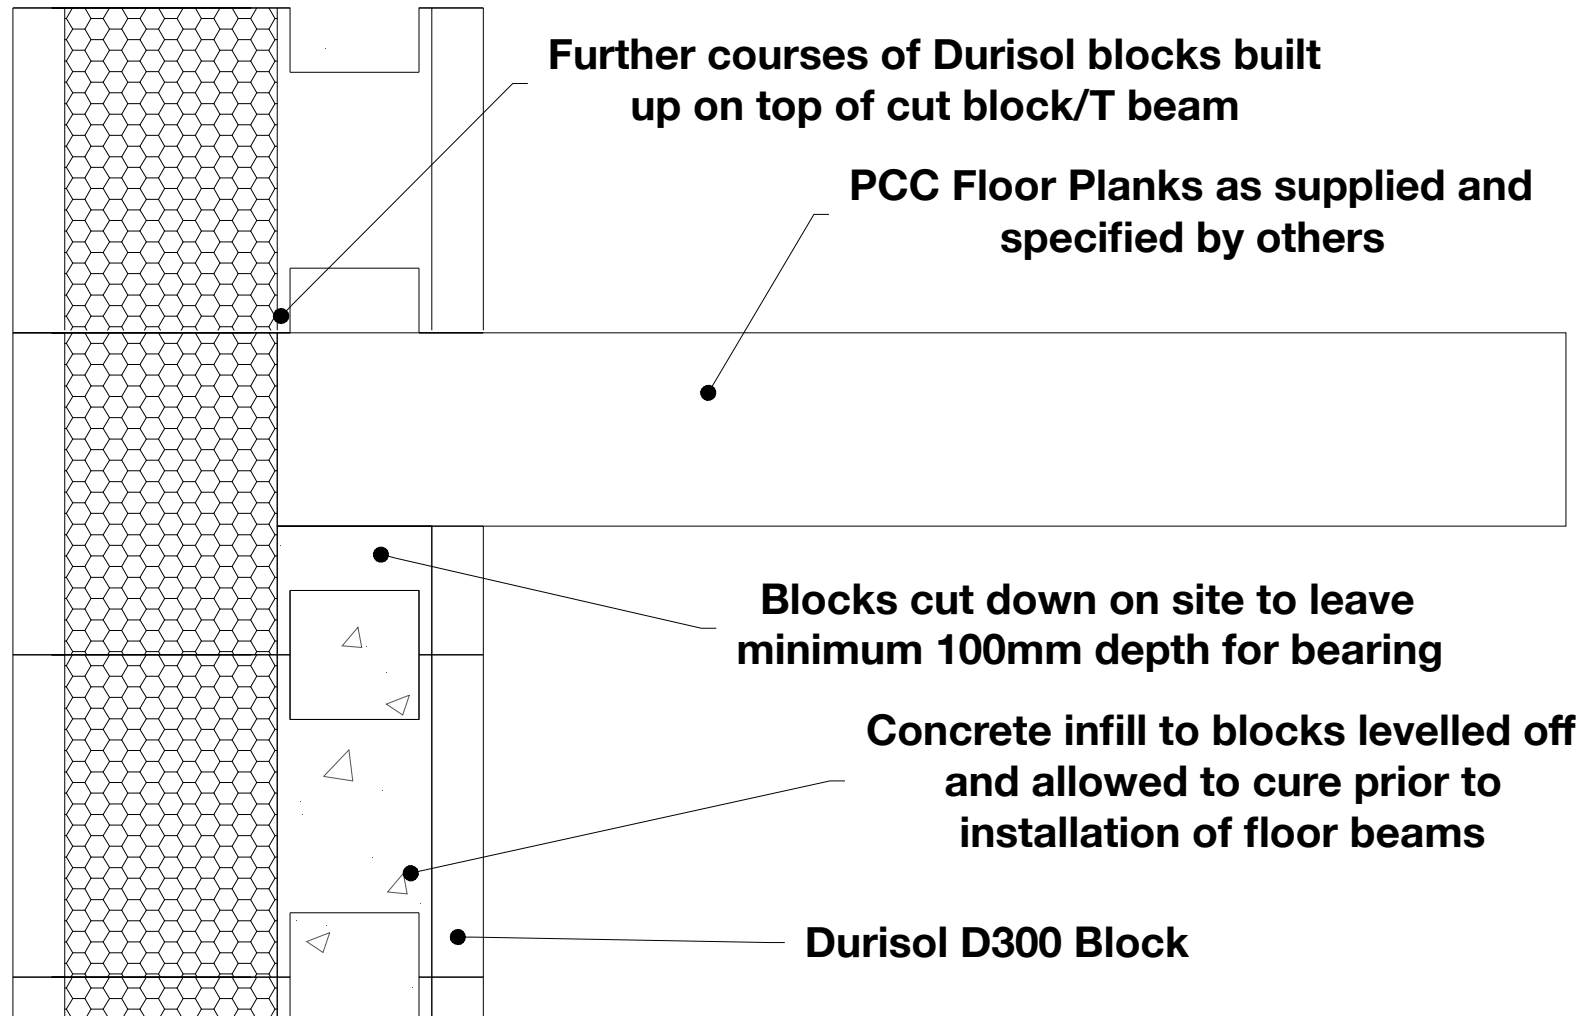 Further courses of Durisol blocks built
up on top of cut block/T beam
PCC Floor Planks as supplied and
specified by others
Blocks cut down on site to leave
minimum 100mm depth for bearing
Concrete infill to blocks levelled off
and allowed to cure prior to
installation of floor beams
Durisol D300 Block